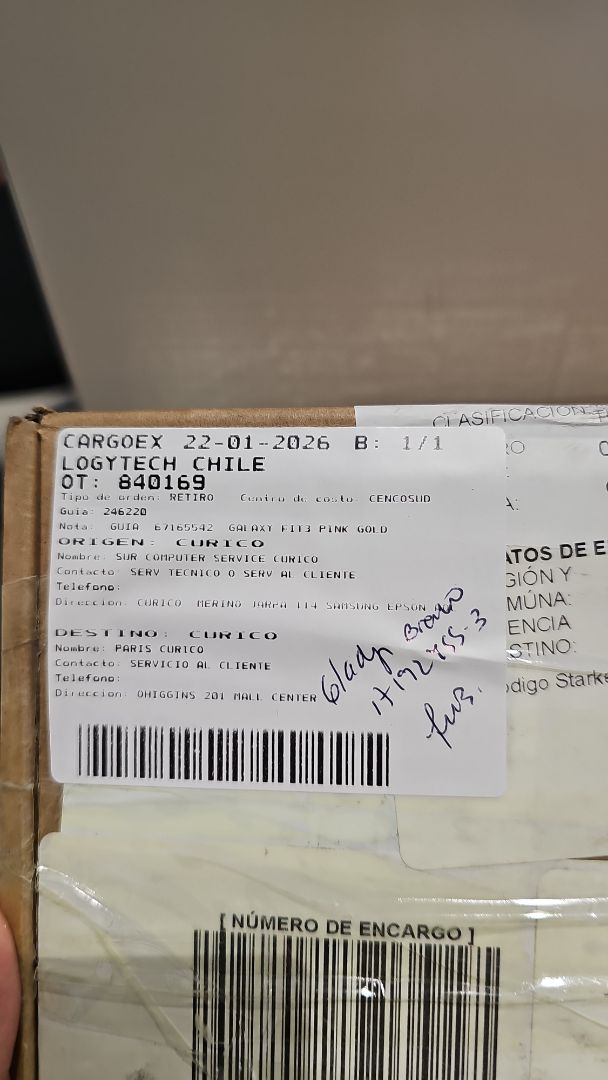 CARGOEX 22-01-2026 B: 1/1
LOGYTECH CHILE
OT: 840169
Tipo de orden: RETIRO Centro de costo: CENCOSUD
Guia: 246220
Nota: GUIA 67165542 GALAXY FIT3 PINK GOLD
ORIGEN: CURICO
Nombre: SUR COMPUTER SERVICE CURICO
Contacto: SERV TECNICO O SERV AL CLIENTE
Telefono:
Direccion: CURICO MERINO JARPA 114 SAMSUNG EPSON
DESTINO: CURICO
Nombre: PARIS CURICO
Contacto: SERVICIO AL CLIENTE
Telefono:
Direccion: OHIGGINS 201 MALL CENTER
Gladys
CLASIFICACION
RO
A:
ATOS DE E
GIÓN Y
MÚNA:
ENCIA
STINO:
odigo Starke
[ NÚMERO DE ENCARGO ]